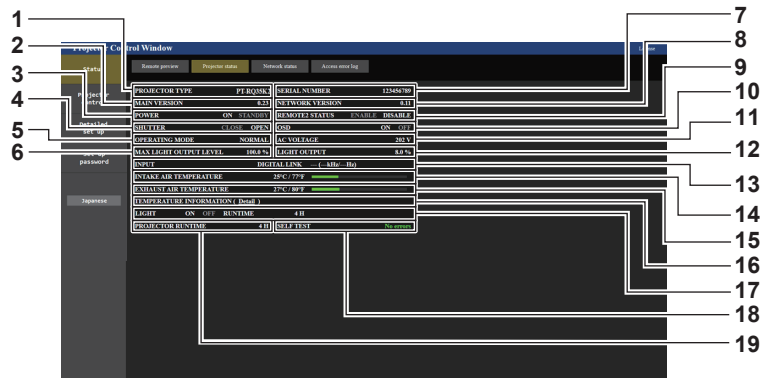 1
2
3
4
5
6
7
8
9
10
11
12
13
14
15
16
17
18
19
Projector Control Window
Status
Remote preview
Projector status
Network status
Access error log
Projector control
Detailed set up
Set up password
Japanese
PROJECTOR TYPE PT-RQ35K2 SERIAL NUMBER 123456789
MAIN VERSION 0.23 NETWORK VERSION 0.11
POWER ON STANDBY REMOTE2 STATUS ENABLE DISABLE
SHUTTER CLOSE OPEN OSD ON OFF
OPERATING MODE NORMAL AC VOLTAGE 202 V
MAX LIGHT OUTPUT LEVEL 100.0 % LIGHT OUTPUT 8.0 %
INPUT DIGITAL LINK ---(---kHz/---Hz)
INTAKE AIR TEMPERATURE 25°C / 77°F
EXHAUST AIR TEMPERATURE 27°C / 80°F
TEMPERATURE INFORMATION ( Detail )
LIGHT ON OFF RUNTIME 4 H
PROJECTOR RUNTIME 4 H SELF TEST No errors